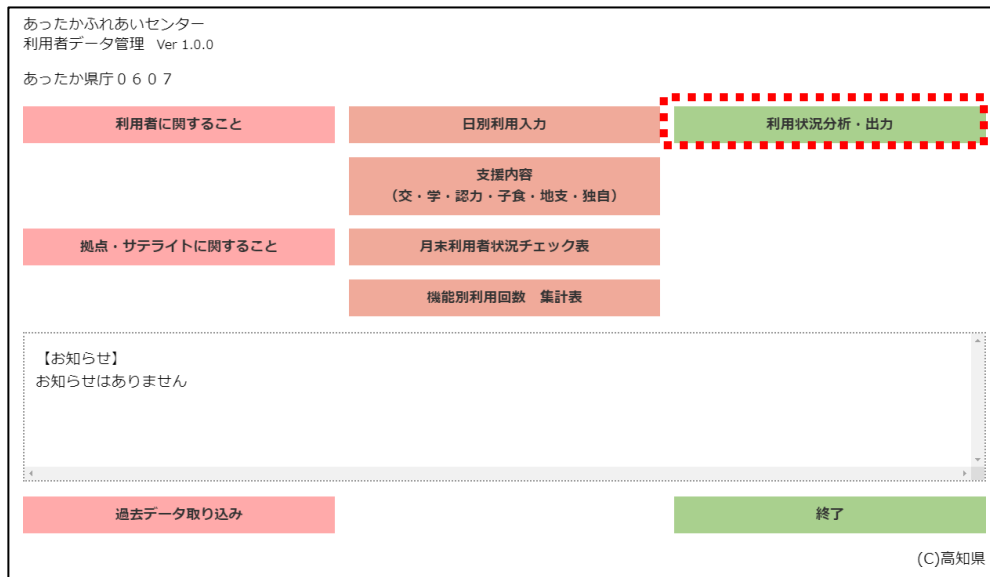 あったかふれあいセンター
利用者データ管理　Ver 1.0.0
あったか県庁０６０７
利用者に関すること
日別利用入力
利用状況分析・出力
支援内容
（交・学・認力・子食・地支・独自）
拠点・サテライトに関すること
月末利用者状況チェック表
機能別利用回数　集計表
【お知らせ】
お知らせはありません
過去データ取り込み
終了
(C)高知県